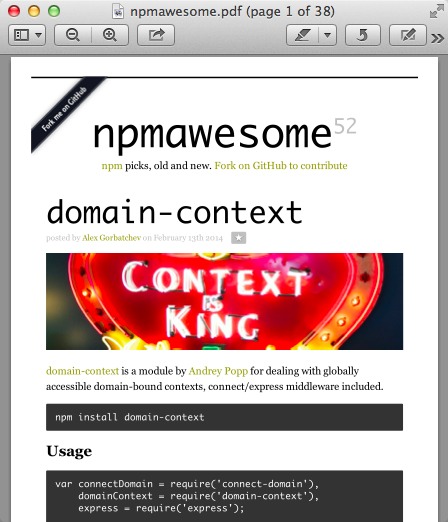 npmawesome.pdf (page 1 of 38)
Fork me on GitHub
npmawesome52
npm picks, old and new. Fork on GitHub to contribute
domain-context
posted by Alex Gorbatchev on February 13th 2014 ★
CONTEXT
IS
KING
domain-context is a module by Andrey Popp for dealing with globally
accessible domain-bound contexts, connect/express middleware included.
npm install domain-context
Usage
var connectDomain = require('connect-domain'),
domainContext = require('domain-context'),
express = require('express');